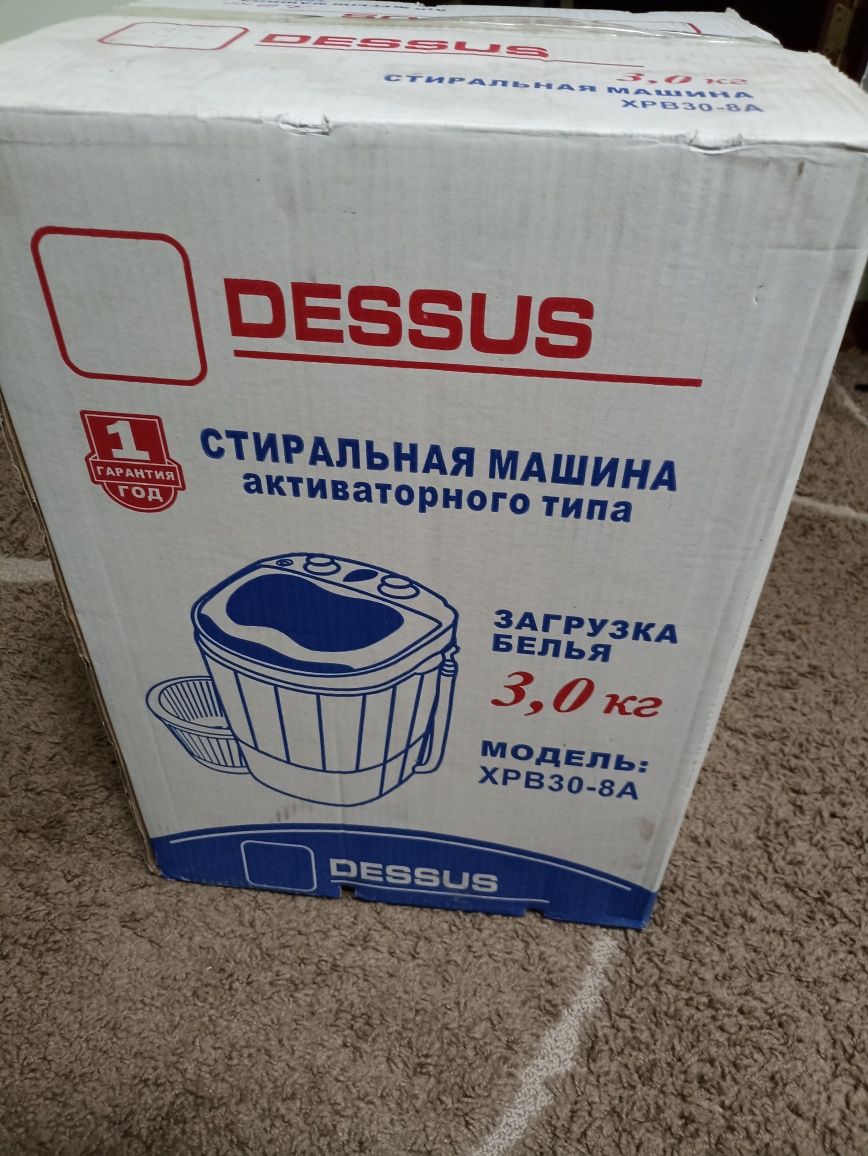 DESSUS
3,0 кг
СТИРАЛЬНАЯ МАШИНА
XPB30-8A
DESSUS
1
ГАРАНТИЯ
ГОД
СТИРАЛЬНАЯ МАШИНА
активаторного типа
ЗАГРУЗКА
БЕЛЬЯ
3,0 кг
МОДЕЛЬ:
XPB30-8A
DESSUS